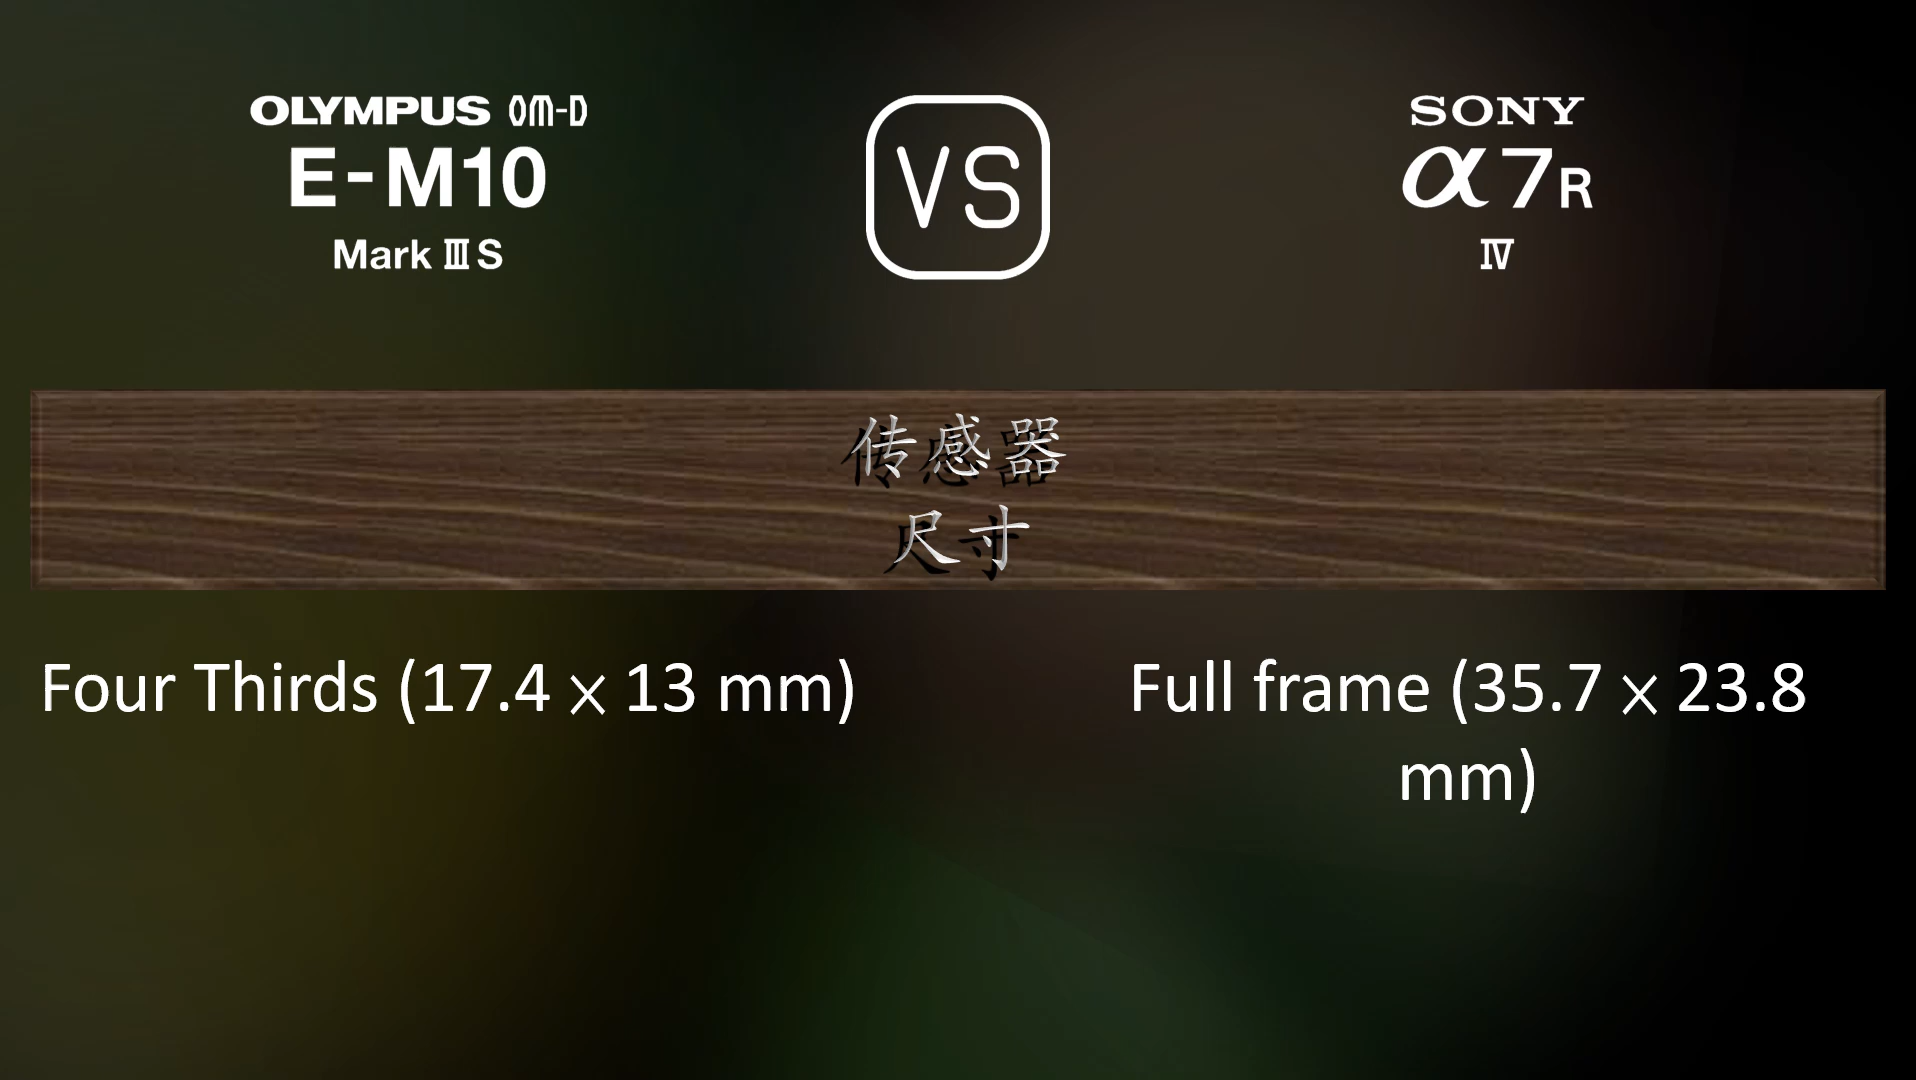 OLYMPUS OM-D
E-M10
Mark III S
VS
SONY
α7R
IV
传感器
尺寸
Four Thirds (17.4 x 13 mm)
Full frame (35.7 x 23.8
mm)